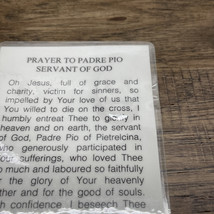 PRAYER TO PADRE PIO
SERVANT OF GOD
Oh Jesus, full of grace and
charity, victim for sinners, so
impelled by Your love of us that
You willed to die on the cross, I
humbly entreat Thee to glorify in
heaven and on earth, the servant
of God, Padre Pio of Pietrelcina,
who generously participated in
your sufferings, who loved Thee
so much and laboured so faithfully
for the glory of Your heavenly
Father and for the good of souls.
With confidence I beseech Thee